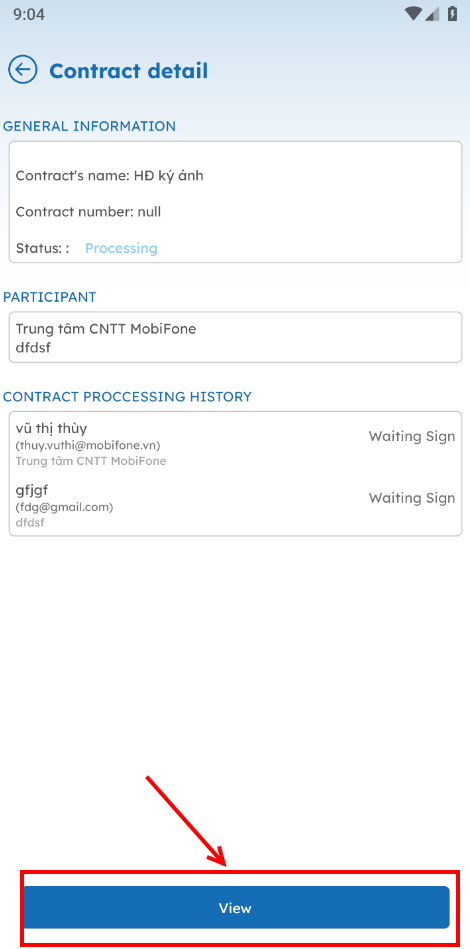 9:04
Contract detail
GENERAL INFORMATION
Contract's name: HĐ ký ảnh
Contract number: null
Status: : Processing
PARTICIPANT
Trung tâm CNTT MobiFone
dfdsf
CONTRACT PROCCESSING HISTORY
vũ thị thùy
(thuy.vuthi@mobifone.vn)
Waiting Sign
Trung tâm CNTT MobiFone
gfjgf
(fdg@gmail.com)
Waiting Sign
dfdsf
View